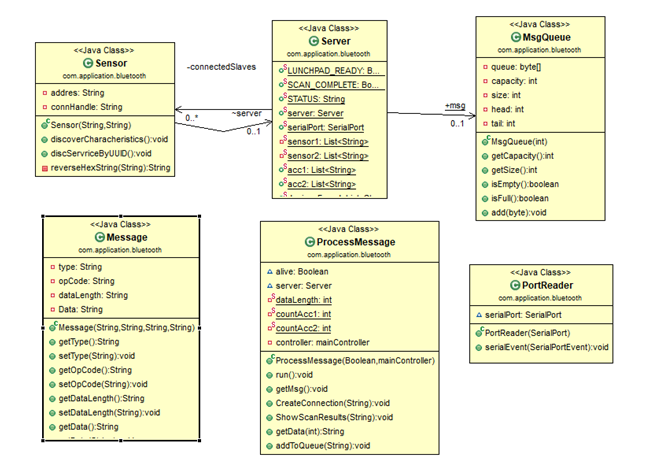 <<Java Class>>
Sensor
com.application.bluetooth
addres: String
connHandle: String
Sensor(String,String)
discoverCharacheristics():void
discServriceByUUID():void
reverseHexString(String):String
-connectedSlaves
0..*
~server
0..1
<<Java Class>>
Server
com.application.bluetooth
LUNCHPAD_READY: B...
SCAN_COMPLETE: Bo...
STATUS: String
server: Server
serialPort: SerialPort
sensor1: List<String>
sensor2: List<String>
acc1: List<String>
acc2: List<String>
+msg
0..1
<<Java Class>>
MsgQueue
com.application.bluetooth
queue: byte[]
capacity: int
size: int
head: int
tail: int
MsgQueue(int)
getCapacity():int
getSize():int
isEmpty():boolean
isFull():boolean
add(byte):void
<<Java Class>>
Message
com.application.bluetooth
type: String
opCode: String
dataLength: String
Data: String
Message(String,String,String,String)
getType():String
setType(String):void
getOpCode():String
setOpCode(String):void
getDataLength():String
setDataLength(String):void
getData():String
<<Java Class>>
ProcessMessage
com.application.bluetooth
alive: Boolean
server: Server
dataLength: int
countAcc1: int
countAcc2: int
controller: mainController
ProcessMessage(Boolean,mainController)
run():void
getMsg():void
CreateConnection(String):void
ShowScanResults(String):void
getData(int):String
addToQueue(String):void
<<Java Class>>
PortReader
com.application.bluetooth
serialPort: SerialPort
PortReader(SerialPort)
serialEvent(SerialPortEvent):void